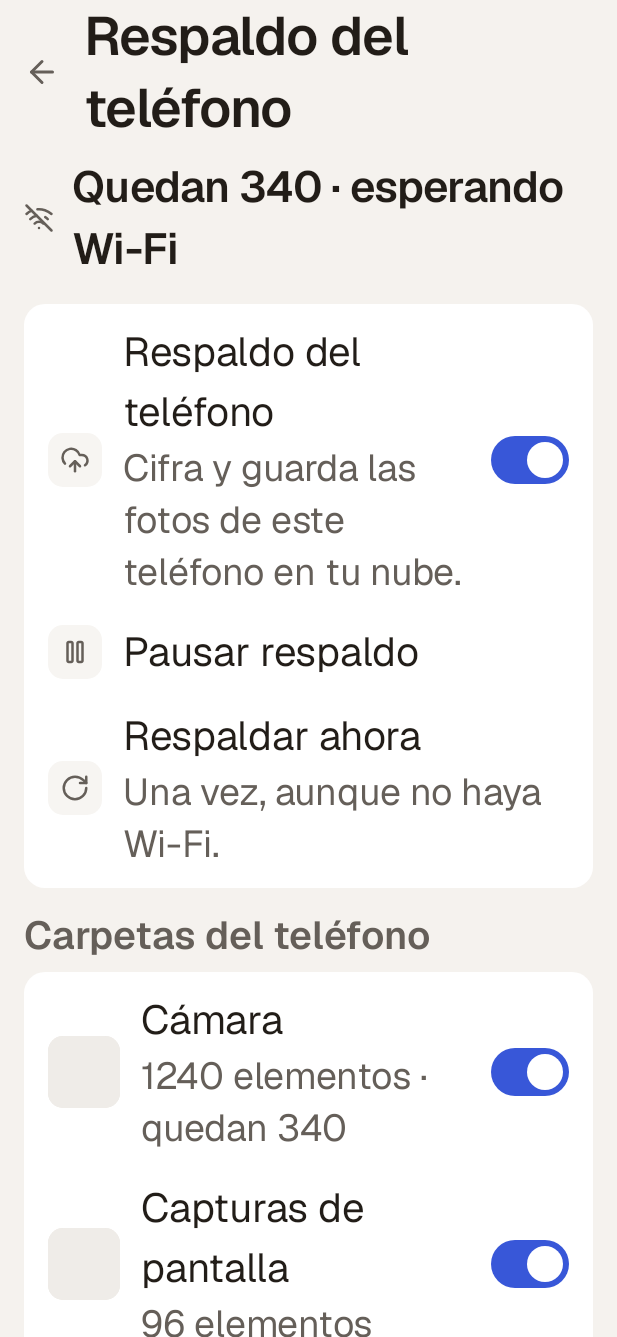 Respaldo del
teléfono
Quedan 340 · esperando
Wi-Fi
Respaldo del
teléfono
Cifra y guarda las
fotos de este
teléfono en tu nube.
Pausar respaldo
Respaldar ahora
Una vez, aunque no haya
Wi-Fi.
Carpetas del teléfono
Cámara
1240 elementos ·
quedan 340
Capturas de
pantalla
96 elementos